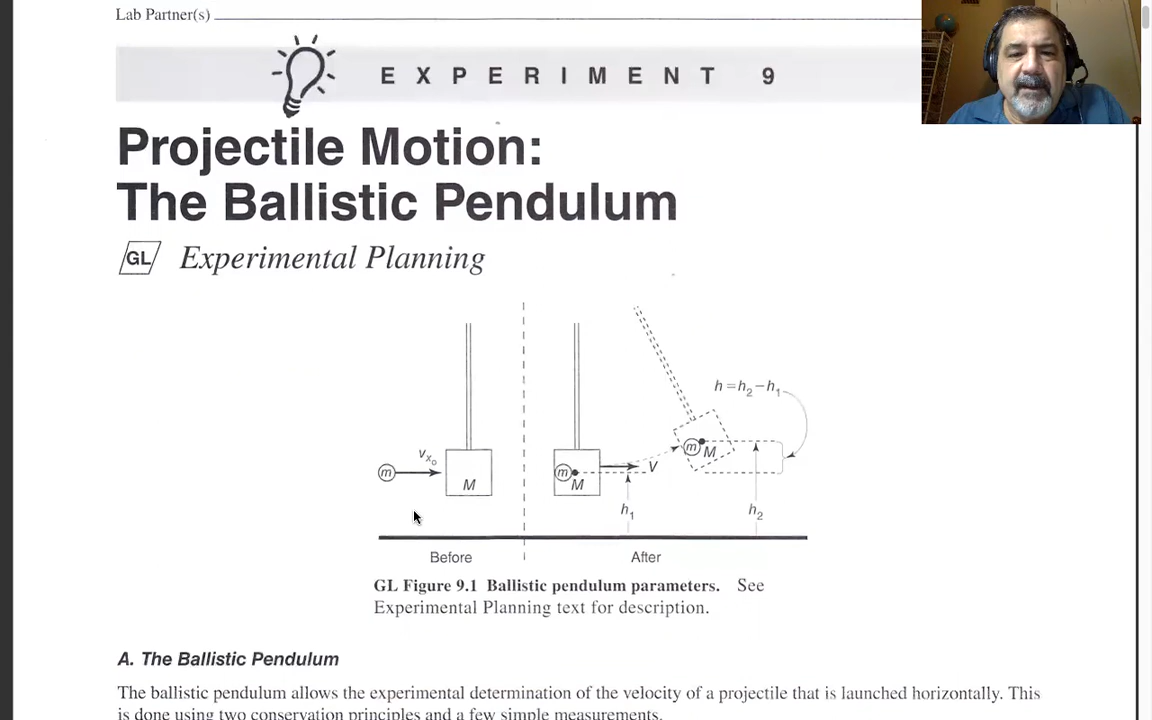 Lab Partner(s)
EXPERIMENT 9
Projectile Motion:
The Ballistic Pendulum
GL Experimental Planning
h = h₂ − h₁
vₓ₀
m
M
m
M
V
m
M
h₁
h₂
Before
After
GL Figure 9.1 Ballistic pendulum parameters. See
Experimental Planning text for description.
A. The Ballistic Pendulum
The ballistic pendulum allows the experimental determination of the velocity of a projectile that is launched horizontally. This
is done using two conservation principles and a few simple measurements.